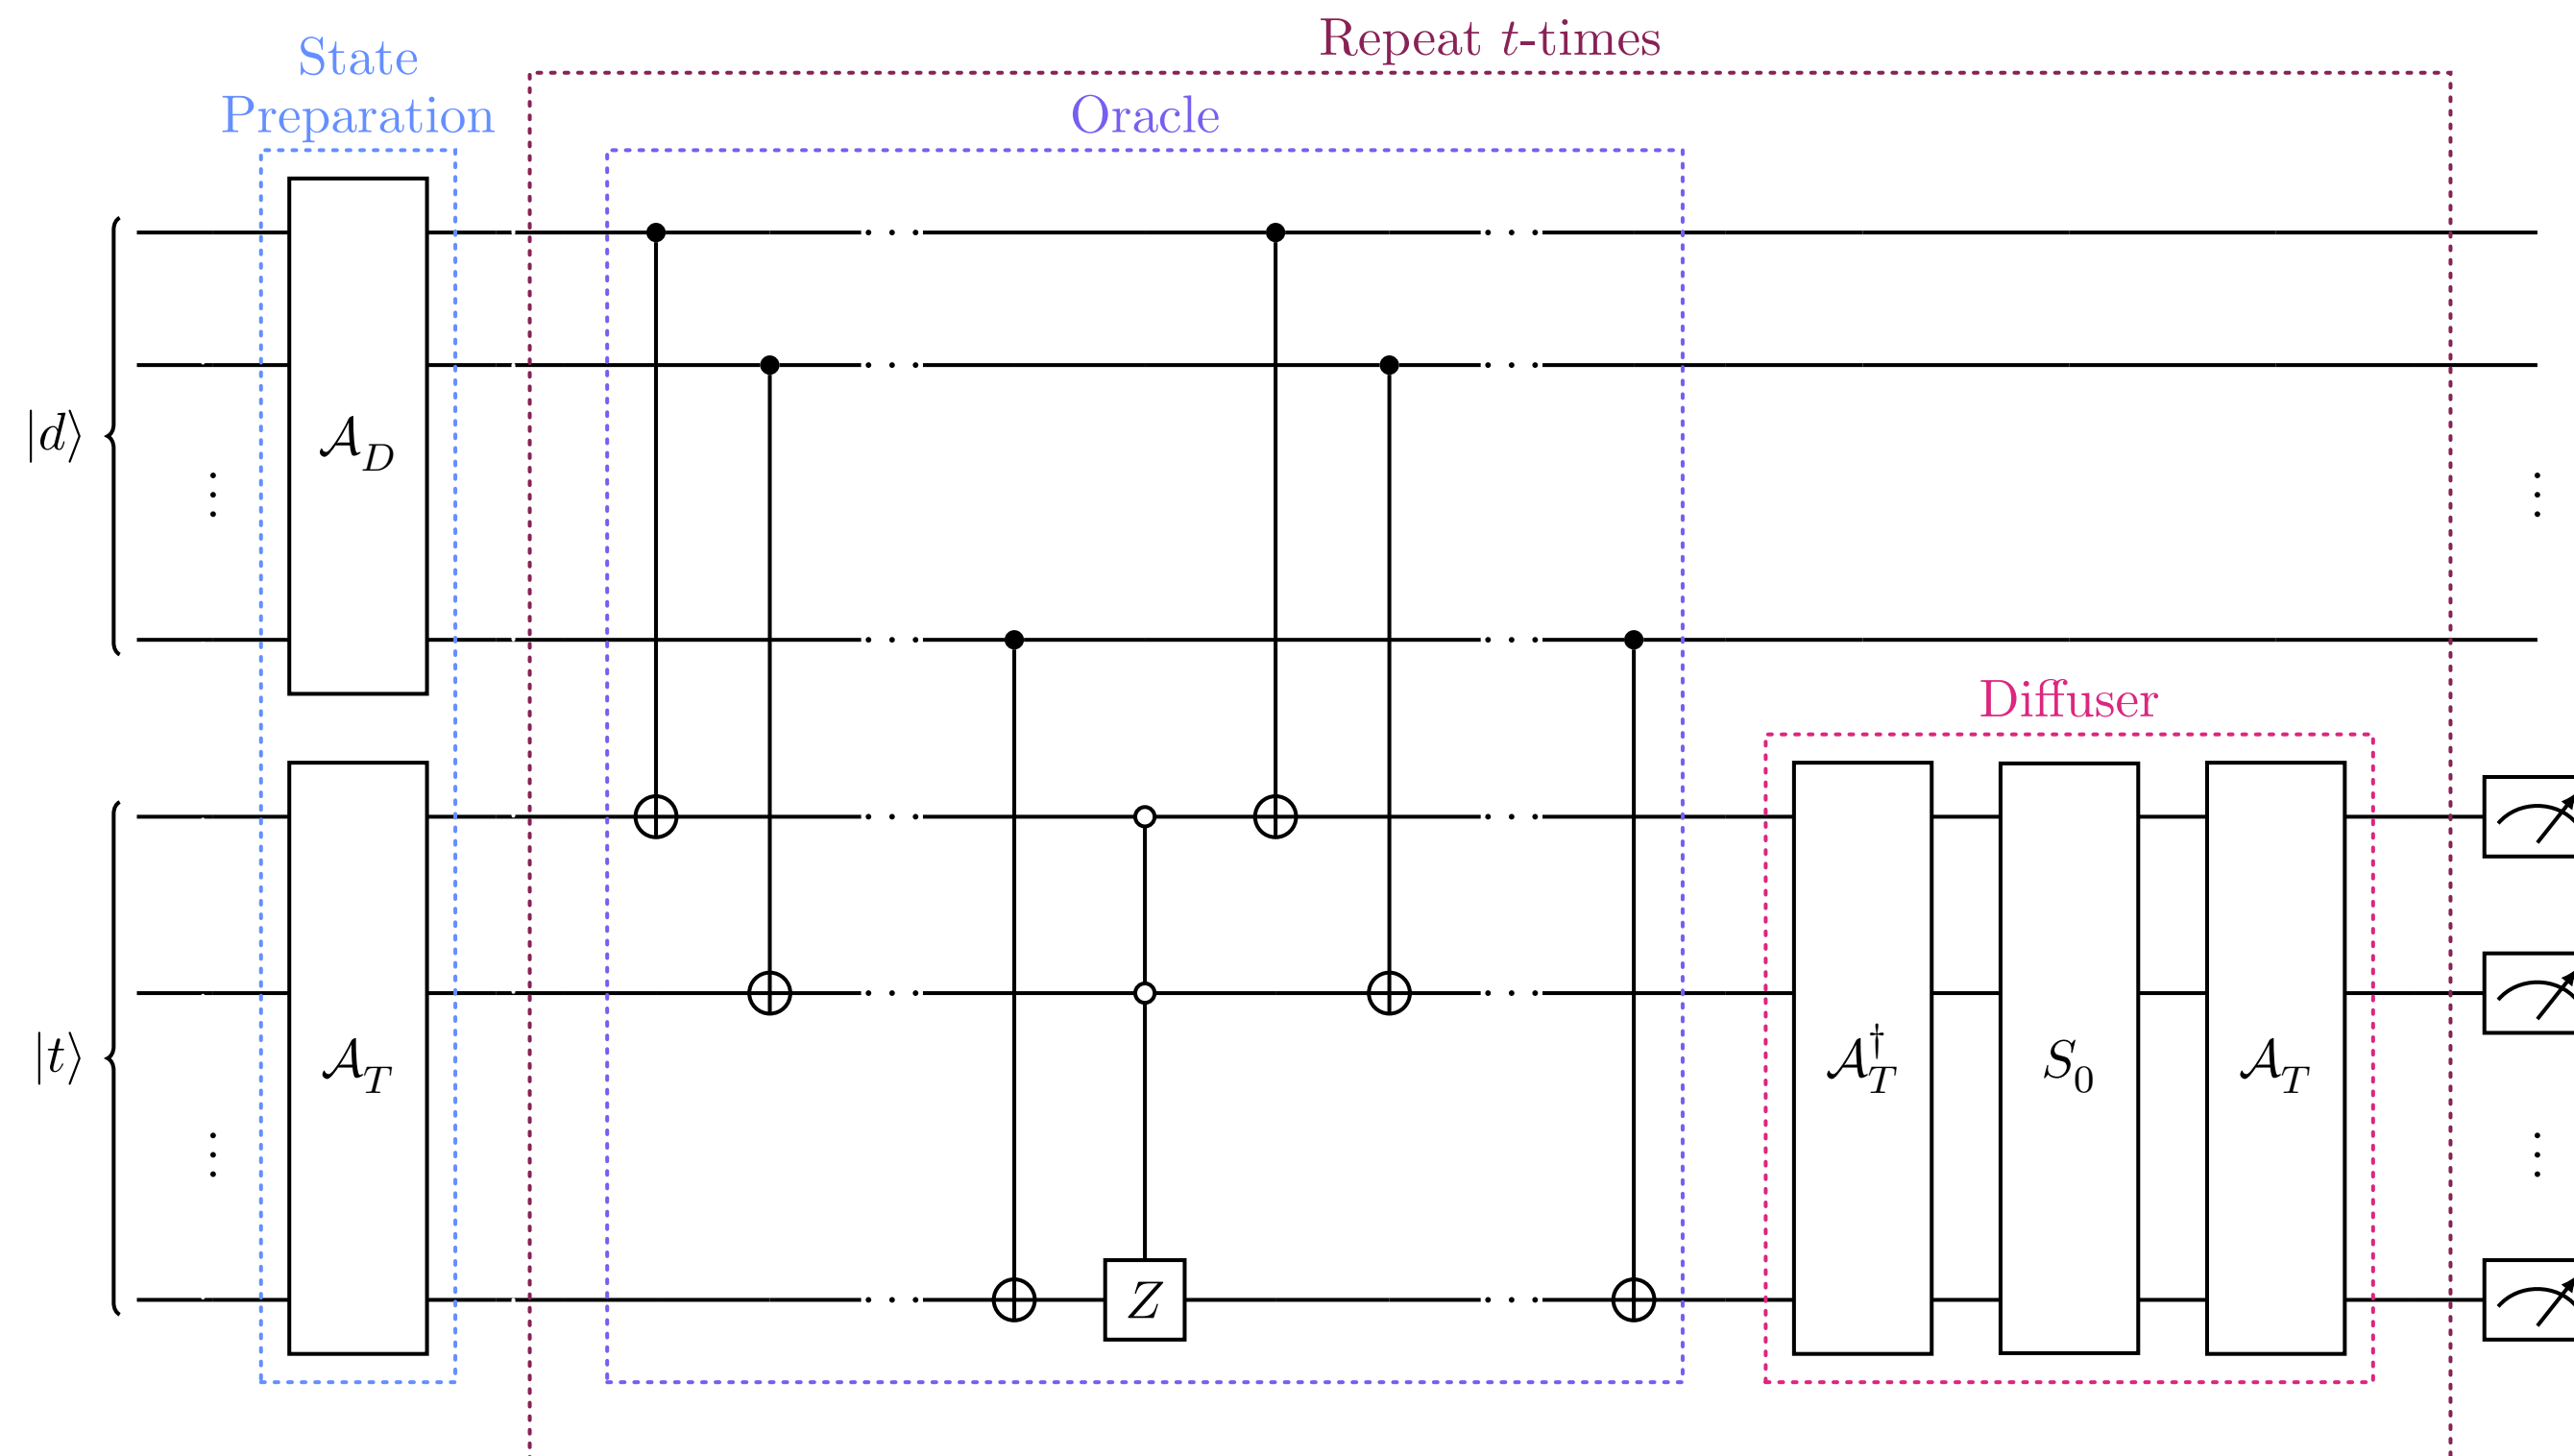 Repeat t-times
State
Preparation
Oracle
|d⟩
𝒜_D
Diffuser
|t⟩
𝒜_T
𝒜_T^†
S_0
𝒜_T
Z